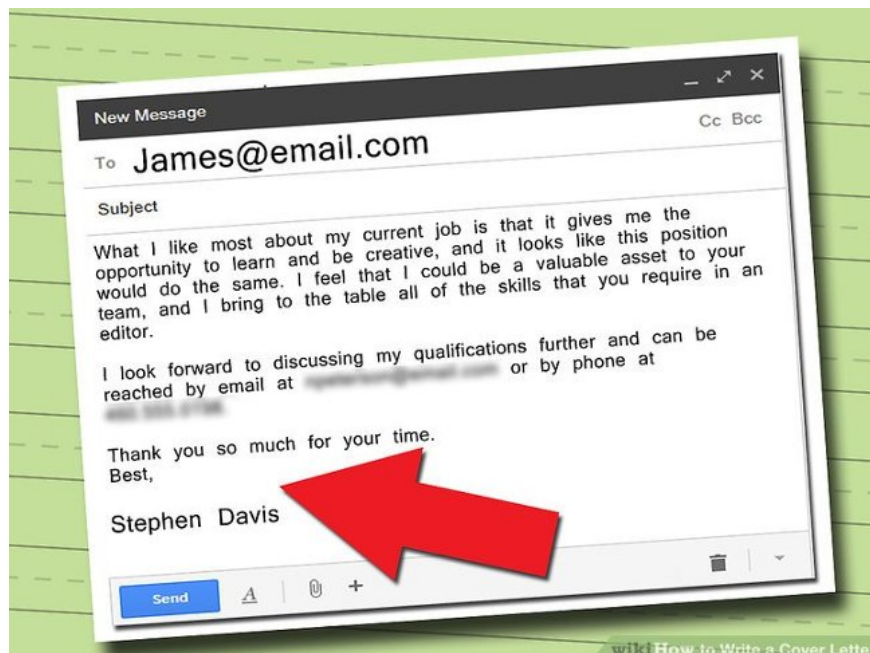 New Message
To James@email.com
Cc Bcc
Subject
What I like most about my current job is that it gives me the
opportunity to learn and be creative, and it looks like this position
would do the same. I feel that I could be a valuable asset to your
team, and I bring to the table all of the skills that you require in an
editor.
I look forward to discussing my qualifications further and can be
reached by email at or by phone at
Thank you so much for your time.
Best,
Stephen Davis
Send A
wikiHow to Write a Cover Letter